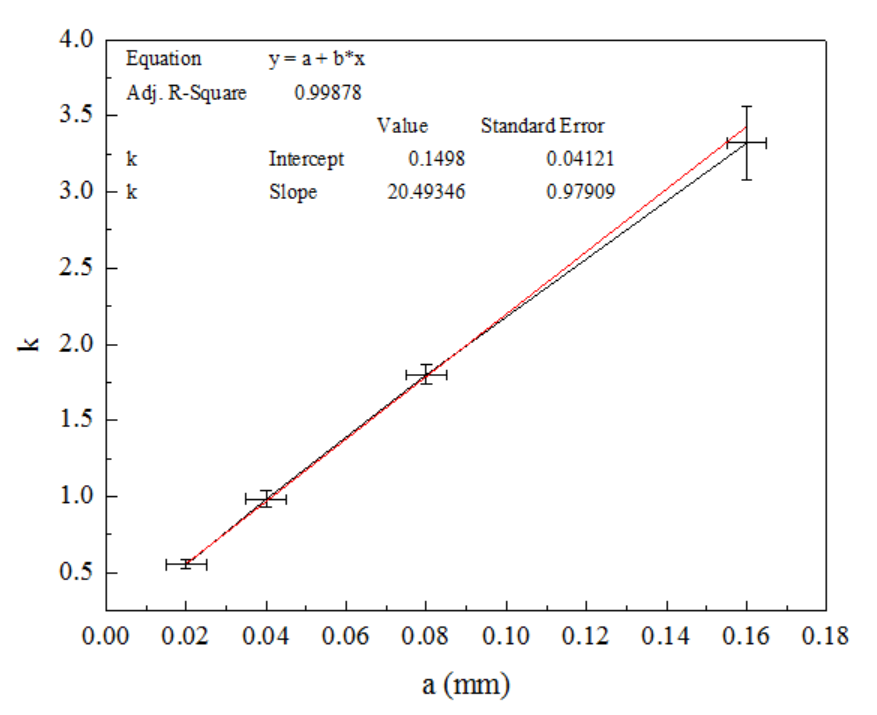 4.0
Equation y = a + b*x
Adj. R-Square 0.99878
3.5
Value Standard Error
k Intercept 0.1498 0.04121
3.0
k Slope 20.49346 0.97909
2.5
2.0
k
1.5
1.0
0.5
0.00 0.02 0.04 0.06 0.08 0.10 0.12 0.14 0.16 0.18
a (mm)